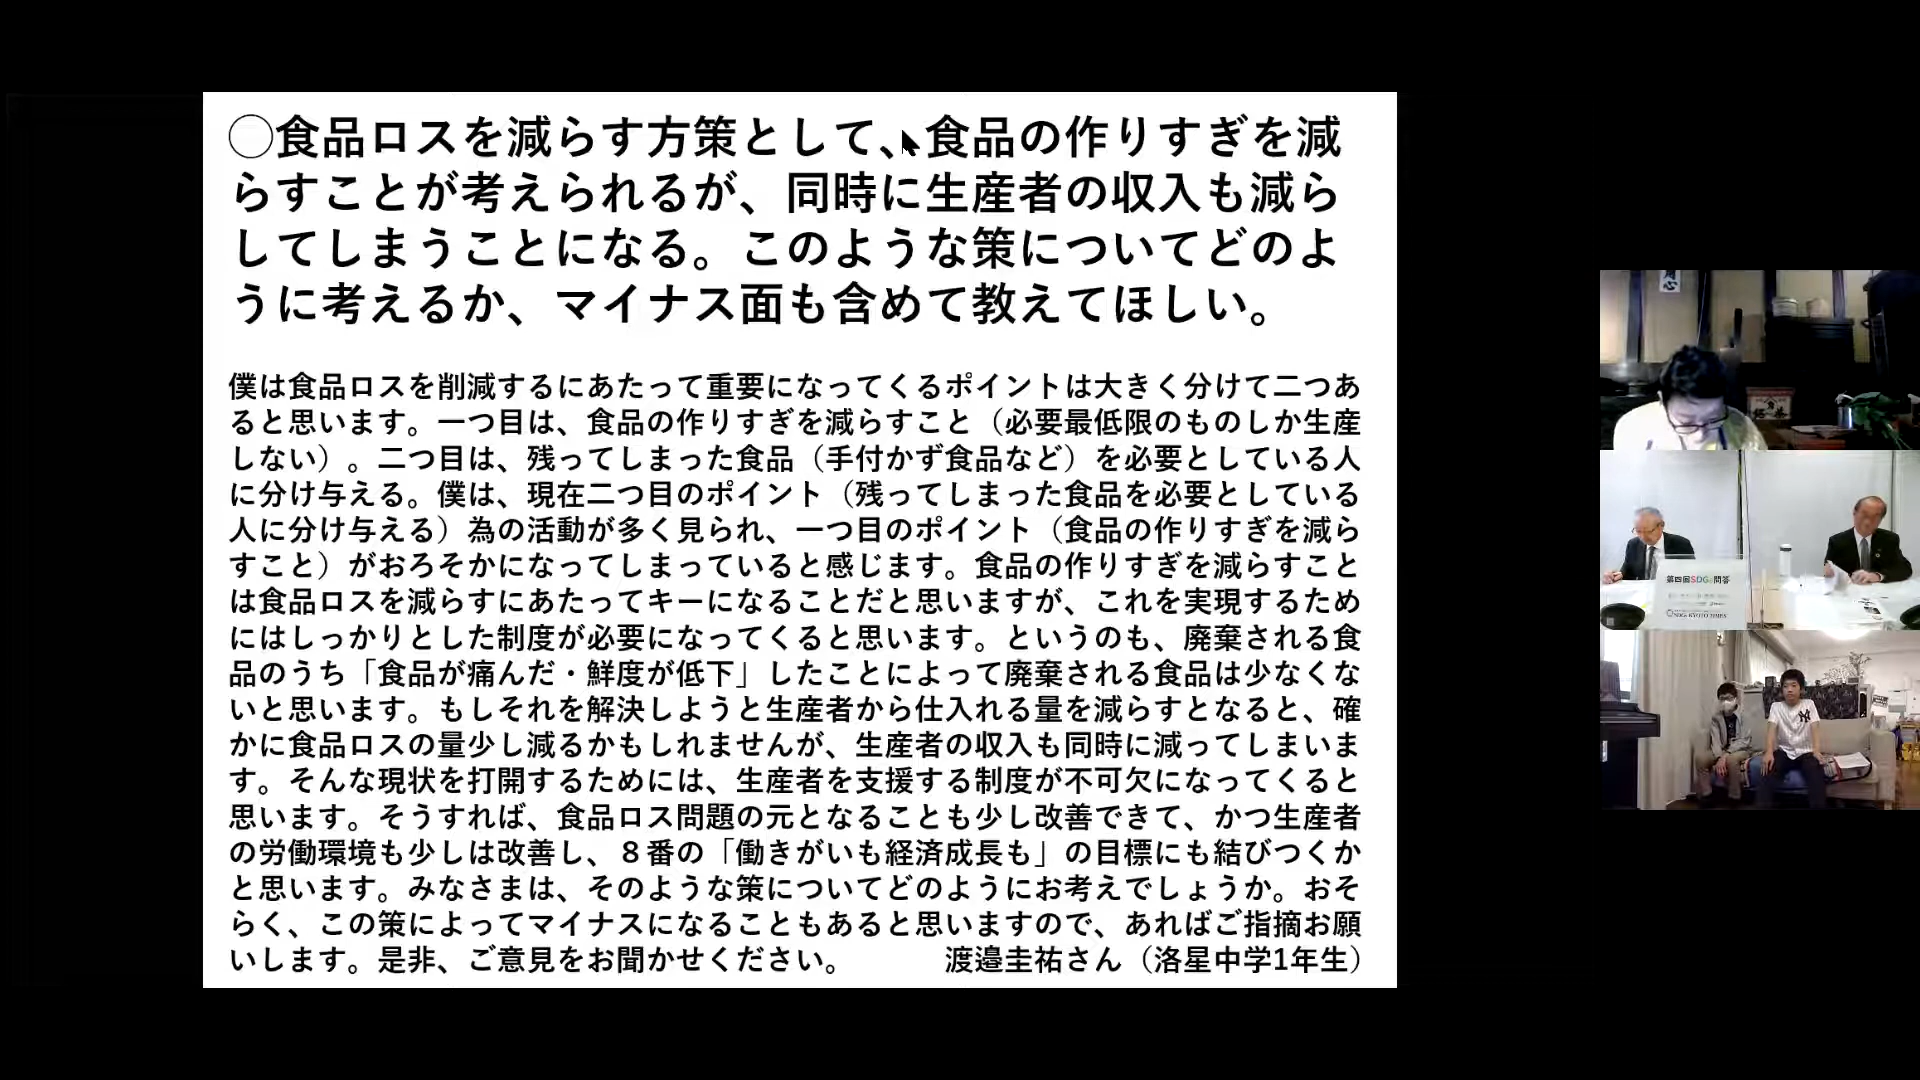 ◯食品ロスを減らす方策として、食品の作りすぎを減
らすことが考えられるが、同時に生産者の収入も減ら
してしまうことになる。このような策についてどのよ
うに考えるか、マイナス面も含めて教えてほしい。
僕は食品ロスを削減するにあたって重要になってくるポイントは大きく分けて二つあ
ると思います。一つ目は、食品の作りすぎを減らすこと（必要最低限のものしか生産
しない）。二つ目は、残ってしまった食品（手付かず食品など）を必要としている人
に分け与える。僕は、現在二つ目のポイント（残ってしまった食品を必要としている
人に分け与える）為の活動が多く見られ、一つ目のポイント（食品の作りすぎを減ら
すこと）がおろそかになってしまっていると感じます。食品の作りすぎを減らすこと
は食品ロスを減らすにあたってキーになることだと思いますが、これを実現するため
にはしっかりとした制度が必要になってくると思います。というのも、廃棄される食
品のうち「食品が痛んだ・鮮度が低下」したことによって廃棄される食品は少なくな
いと思います。もしそれを解決しようと生産者から仕入れる量を減らすとなると、確
かに食品ロスの量少し減るかもしれませんが、生産者の収入も同時に減ってしまいま
す。そんな現状を打開するためには、生産者を支援する制度が不可欠になってくると
思います。そうすれば、食品ロス問題の元となることも少し改善できて、かつ生産者
の労働環境も少しは改善し、８番の「働きがいも経済成長も」の目標にも結びつくか
と思います。みなさまは、そのような策についてどのようにお考えでしょうか。おそ
らく、この策によってマイナスになることもあると思いますので、あればご指摘お願
いします。是非、ご意見をお聞かせください。 渡邉圭祐さん（洛星中学1年生）
第四回SDGs問答
SDGs KYOTO TIMES